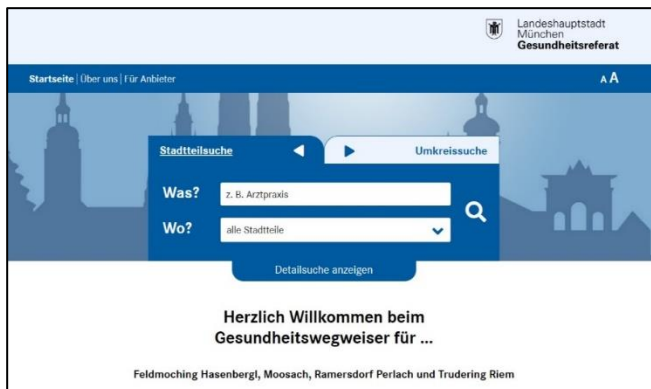 Landeshauptstadt
München
Gesundheitsreferat
Startseite | Über uns | Für Anbieter
A A
Stadtteilsuche
Umkreissuche
Was?
z. B. Arztpraxis
Wo?
alle Stadtteile
Detailsuche anzeigen
Herzlich Willkommen beim
Gesundheitswegweiser für ...
Feldmoching Hasenbergl, Moosach, Ramersdorf Perlach und Trudering Riem